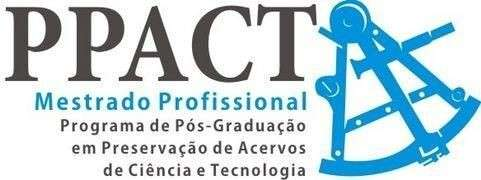 PPACT
Mestrado Profissional
Programa de Pós-Graduação
em Preservação de Acervos
de Ciência e Tecnologia